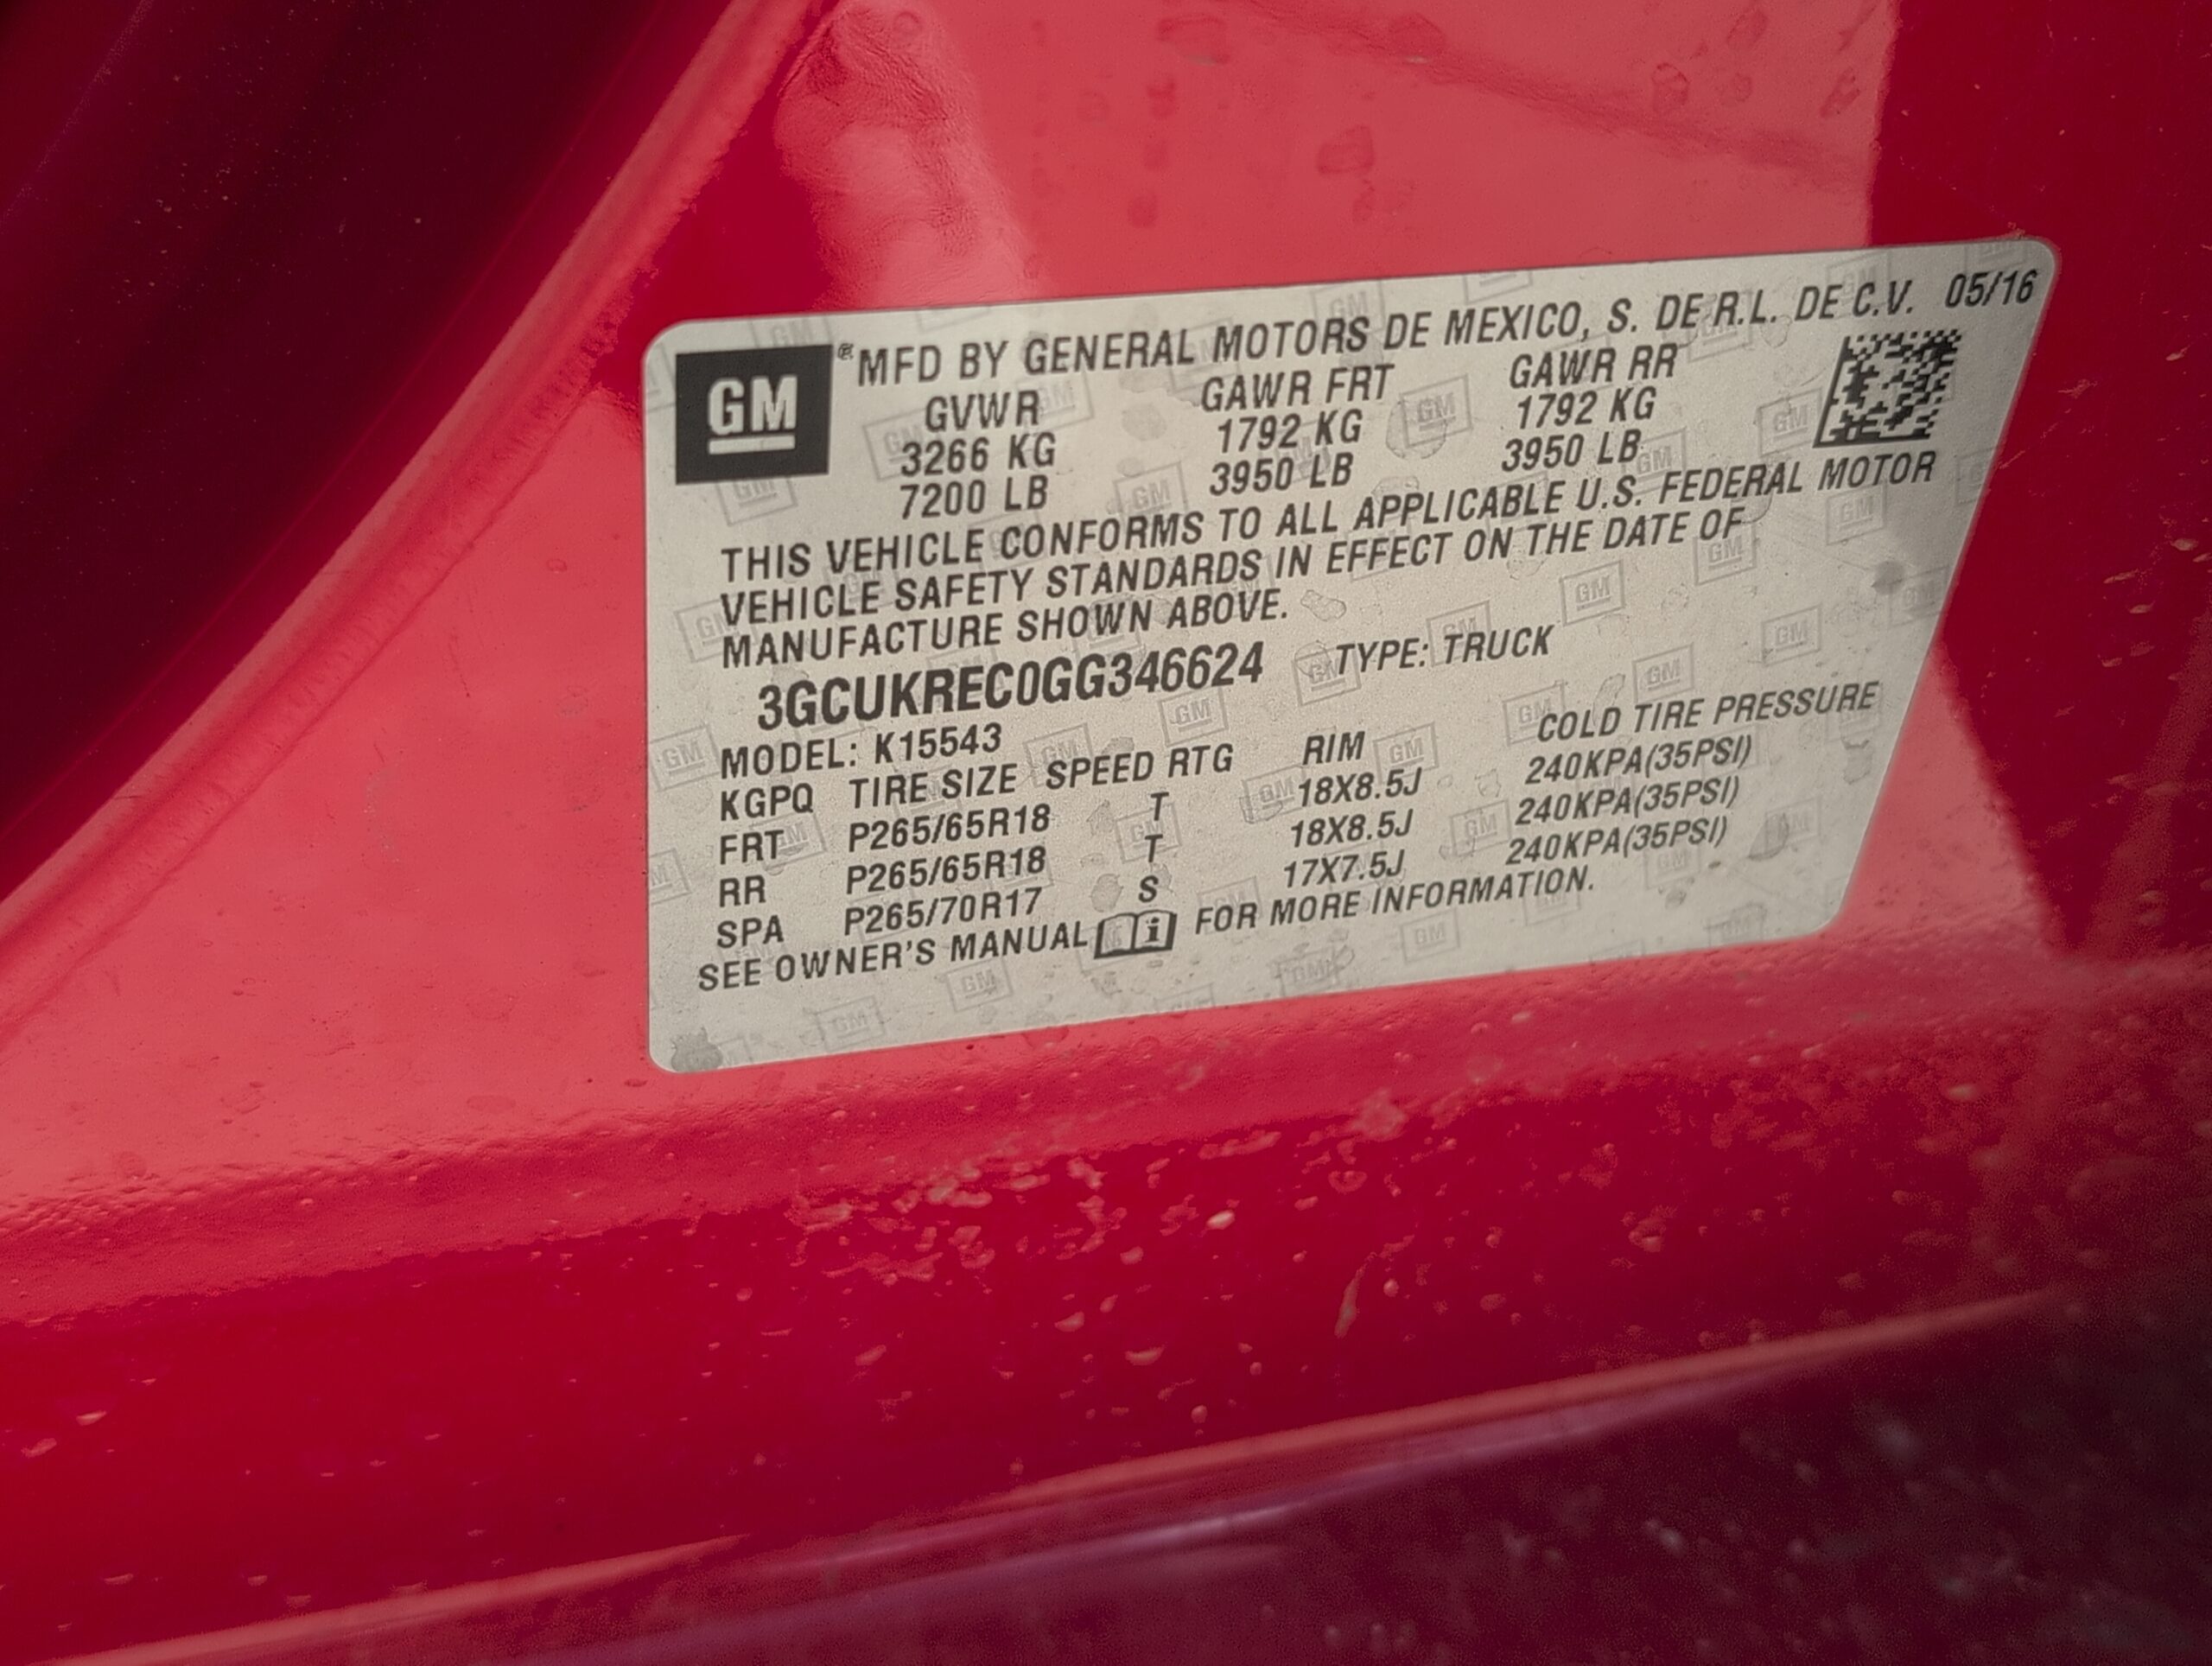 GM ® MFD BY GENERAL MOTORS DE MEXICO, S. DE R.L. DE C.V. 05/16
GVWR GAWR FRT GAWR RR
3266 KG 1792 KG 1792 KG
7200 LB 3950 LB 3950 LB
THIS VEHICLE CONFORMS TO ALL APPLICABLE U.S. FEDERAL MOTOR
VEHICLE SAFETY STANDARDS IN EFFECT ON THE DATE OF
MANUFACTURE SHOWN ABOVE.
3GCUKREC0GG346624 TYPE: TRUCK
MODEL: K15543
KGPQ TIRE SIZE SPEED RTG RIM COLD TIRE PRESSURE
FRT P265/65R18 T 18X8.5J 240KPA(35PSI)
RR P265/65R18 T 18X8.5J 240KPA(35PSI)
SPA P265/70R17 S 17X7.5J 240KPA(35PSI)
SEE OWNER'S MANUAL i FOR MORE INFORMATION.